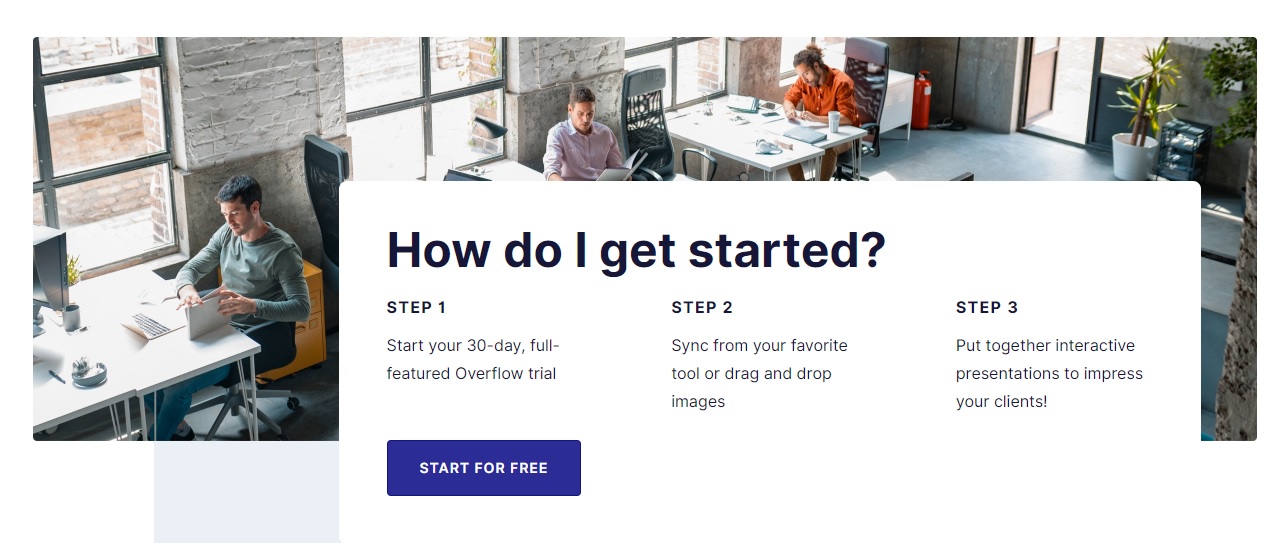 How do I get started?
STEP 1
Start your 30-day, full-
featured Overflow trial
STEP 2
Sync from your favorite
tool or drag and drop
images
STEP 3
Put together interactive
presentations to impress
your clients!
START FOR FREE